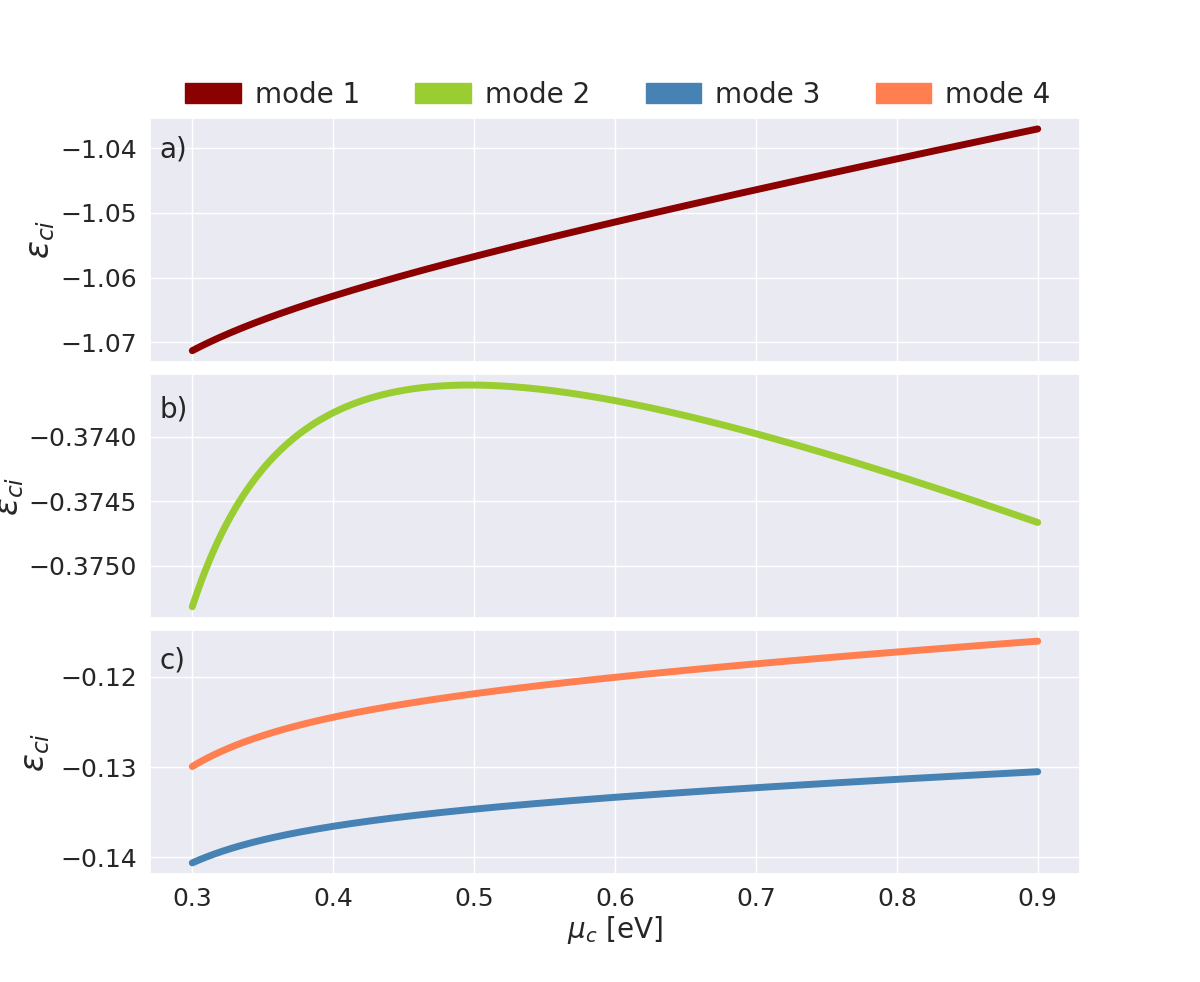 mode 1 mode 2 mode 3 mode 4
a)
−1.04
−1.05
−1.06
−1.07
ε_ci
b)
−0.3740
−0.3745
−0.3750
ε_ci
c)
−0.12
−0.13
−0.14
ε_ci
0.3 0.4 0.5 0.6 0.7 0.8 0.9
μ_c [eV]